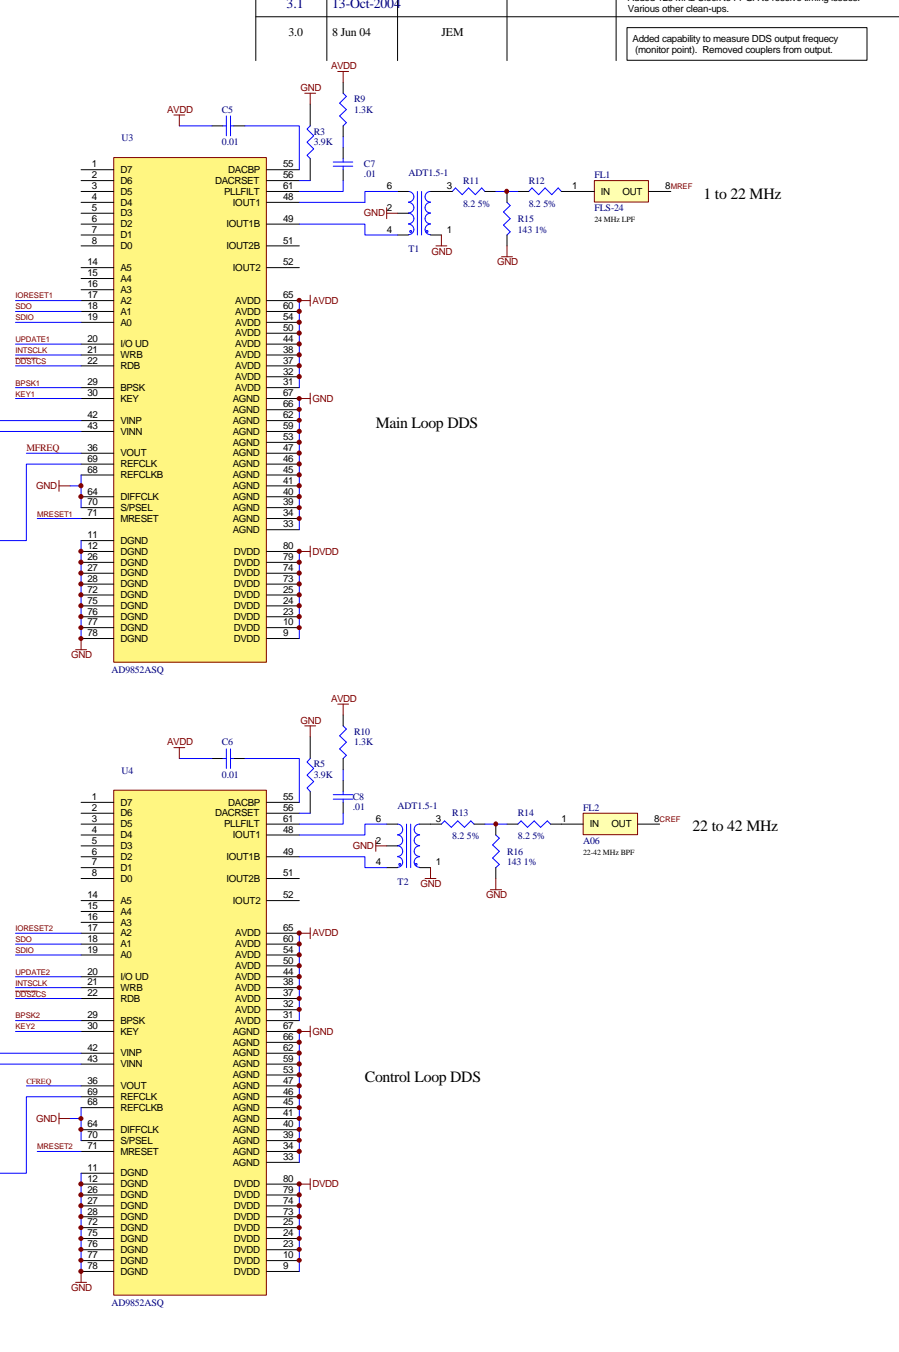 3.1 13-Oct-2004
Various other clean-ups.
3.0 8 Jun 04 JEM
Added capability to measure DDS output frequecy
(monitor point). Removed couplers from output.
AVDD
GND R9
1.3K
AVDD C5
0.01
R3
3.9K
C7
.01
U3
1 D7 DACBP 55
2 D6 DACRSET 56
3 D5 PLLFILT 61
4 D4 IOUT1 48
5 D3
6 D2 IOUT1B 49
7 D1
8 D0 IOUT2B 51
14 A5 IOUT2 52
15 A4
16 A3
IORESET1 17 A2 AVDD 65 AVDD
SDO 18 A1 AVDD 60
SDIO 19 A0 AVDD 54
AVDD 50
UPDATE1 20 I/O UD AVDD 44
INTSCLK 21 WRB AVDD 38
DDS1CS 22 RDB AVDD 37
AVDD 32
BPSK1 29 BPSK AVDD 31
KEY1 30 KEY AGND 67 GND
AGND 66
42 VINP AGND 62
43 VINN AGND 59
AGND 53
MFREQ 36 VOUT AGND 47
69 REFCLK AGND 46
68 REFCLKB AGND 45
GND AGND 41
64 DIFFCLK AGND 40
70 S/PSEL AGND 39
MRESET1 71 MRESET AGND 34
AGND 33
11 DGND
12 DGND DVDD 80 DVDD
26 DGND DVDD 79
27 DGND DVDD 74
28 DGND DVDD 73
72 DGND DVDD 25
75 DGND DVDD 24
76 DGND DVDD 23
77 DGND DVDD 10
78 DGND DVDD 9
GND
AD9852ASQ
ADT1.5-1
6 3 R11 R12 1 FL1 IN OUT 8 MREF
8.2 5% 8.2 5%
GND 2
4 1
T1 GND
R15
143 1%
GND
FLS-24
24 MHz LPF
1 to 22 MHz
Main Loop DDS
AVDD
GND R10
1.3K
AVDD C6
0.01
R5
3.9K
C8
.01
U4
1 D7 DACBP 55
2 D6 DACRSET 56
3 D5 PLLFILT 61
4 D4 IOUT1 48
5 D3
6 D2 IOUT1B 49
7 D1
8 D0 IOUT2B 51
14 A5 IOUT2 52
15 A4
16 A3
IORESET2 17 A2 AVDD 65 AVDD
SDO 18 A1 AVDD 60
SDIO 19 A0 AVDD 54
AVDD 50
UPDATE2 20 I/O UD AVDD 44
INTSCLK 21 WRB AVDD 38
DDS2CS 22 RDB AVDD 37
AVDD 32
BPSK2 29 BPSK AVDD 31
KEY2 30 KEY AGND 67 GND
AGND 66
42 VINP AGND 62
43 VINN AGND 59
AGND 53
CFREQ 36 VOUT AGND 47
69 REFCLK AGND 46
68 REFCLKB AGND 45
GND AGND 41
64 DIFFCLK AGND 40
70 S/PSEL AGND 39
MRESET2 71 MRESET AGND 34
AGND 33
11 DGND
12 DGND DVDD 80 DVDD
26 DGND DVDD 79
27 DGND DVDD 74
28 DGND DVDD 73
72 DGND DVDD 25
75 DGND DVDD 24
76 DGND DVDD 23
77 DGND DVDD 10
78 DGND DVDD 9
GND
AD9852ASQ
ADT1.5-1
6 3 R13 R14 1 FL2 IN OUT 8 CREF
8.2 5% 8.2 5%
GND 2
4 1
T2 GND
R16
143 1%
GND
A06
22-42 MHz BPF
22 to 42 MHz
Control Loop DDS